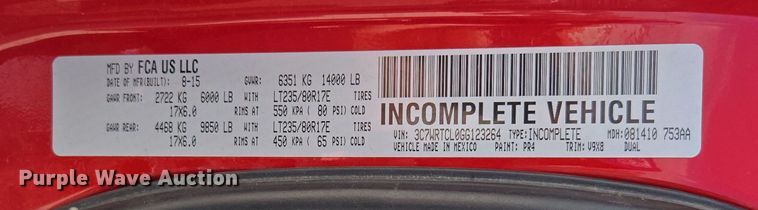 MFD BY FCA US LLC
DATE OF MFR(BUILT): 8-15 GVWR: 6351 KG 14000 LB
GAWR FRONT: 2722 KG 6000 LB WITH LT235/80R17E TIRES
17X6.0 RIMS AT 550 KPA ( 80 PSI) COLD
GAWR REAR: 4468 KG 9850 LB WITH LT235/80R17E TIRES
17X6.0 RIMS AT 450 KPA ( 65 PSI) COLD
INCOMPLETE VEHICLE
VIN: 3C7WRTCL0GG123264 TYPE: INCOMPLETE MDH: 081410 753AA
VEHICLE MADE IN MEXICO PAINT: PR4 TRIM: V9X8 DUAL
Purple Wave Auction